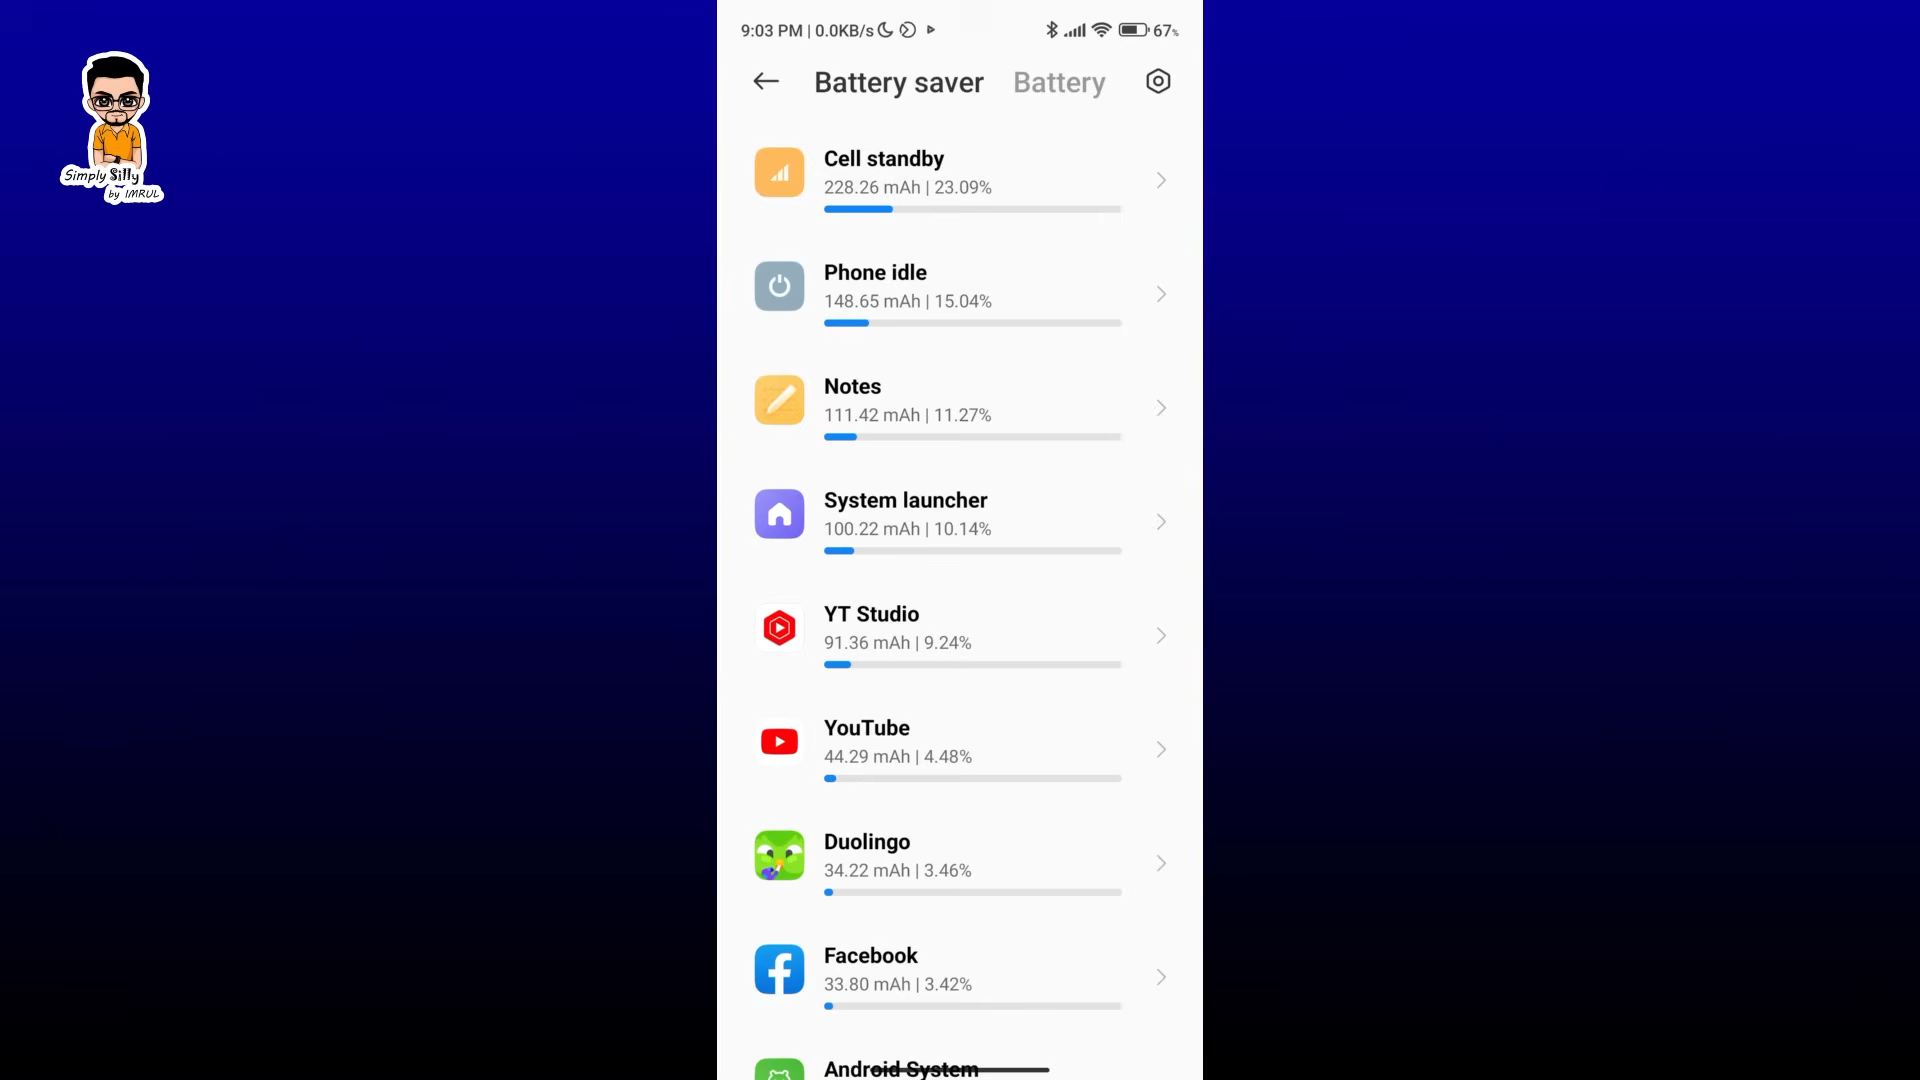 9:03 PM | 0.0KB/s
67%
Battery saver
Battery
Simply Silly
by IMRUL
Cell standby
228.26 mAh | 23.09%
Phone idle
148.65 mAh | 15.04%
Notes
111.42 mAh | 11.27%
System launcher
100.22 mAh | 10.14%
YT Studio
91.36 mAh | 9.24%
YouTube
44.29 mAh | 4.48%
Duolingo
34.22 mAh | 3.46%
Facebook
33.80 mAh | 3.42%
Android System